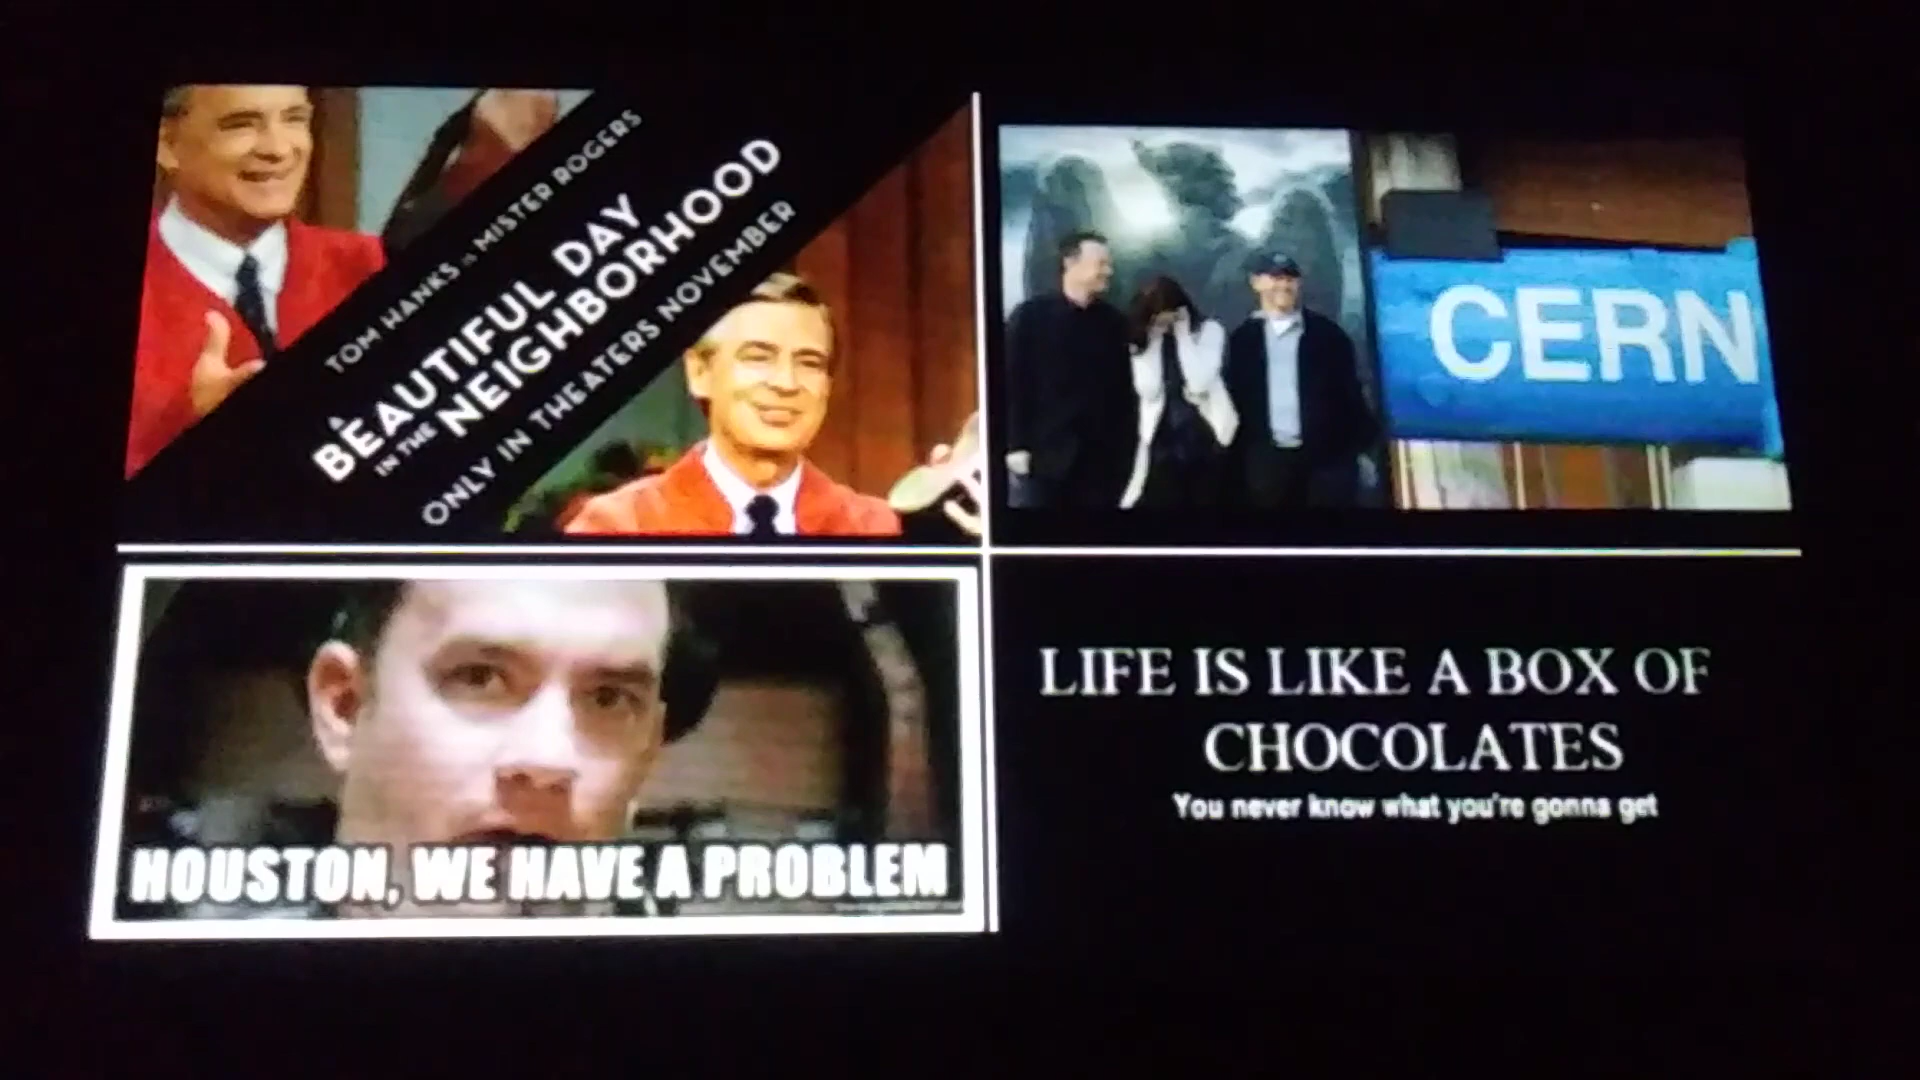 TOM HANKS is MISTER ROGERS
A BEAUTIFUL DAY
IN THE NEIGHBORHOOD
ONLY IN THEATERS NOVEMBER
CERN
HOUSTON, WE HAVE A PROBLEM
LIFE IS LIKE A BOX OF
CHOCOLATES
You never know what you're gonna get